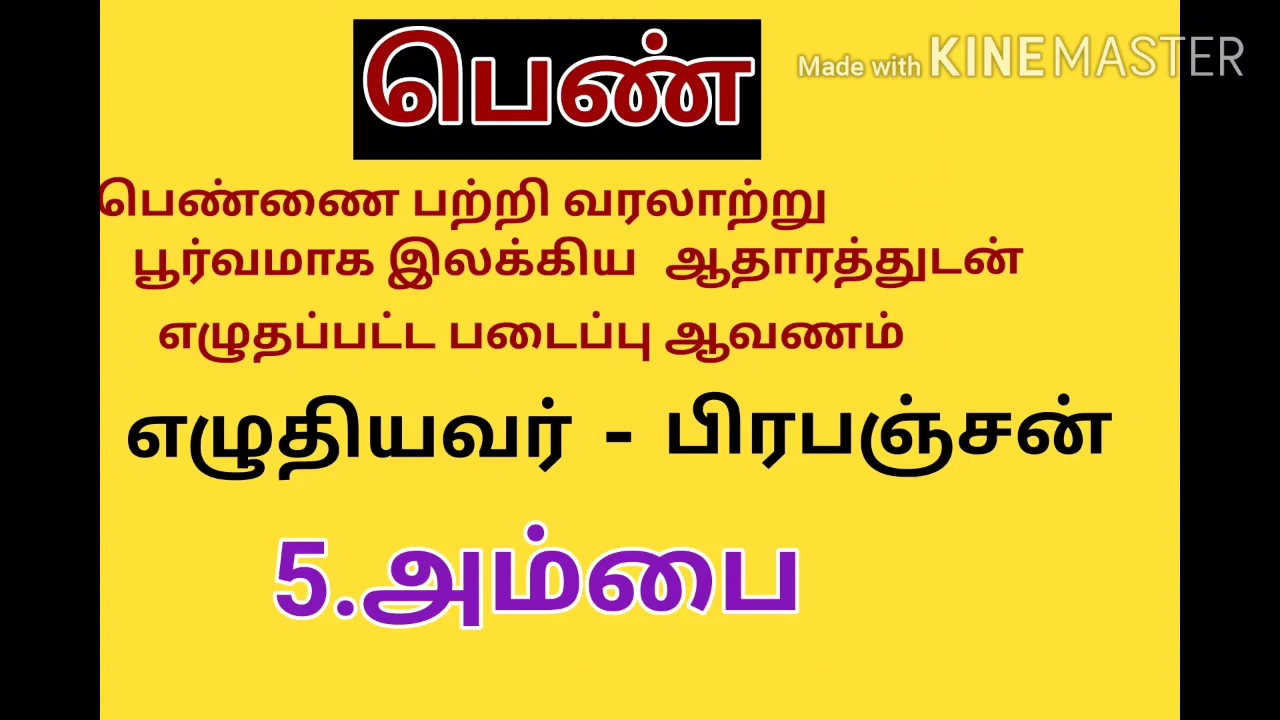 பெண்
Made with KINEMASTER
பெண்ணை பற்றி வரலாற்று
பூர்வமாக இலக்கிய ஆதாரத்துடன்
எழுதப்பட்ட படைப்பு ஆவணம்
எழுதியவர் - பிரபஞ்சன்
5.அம்பை